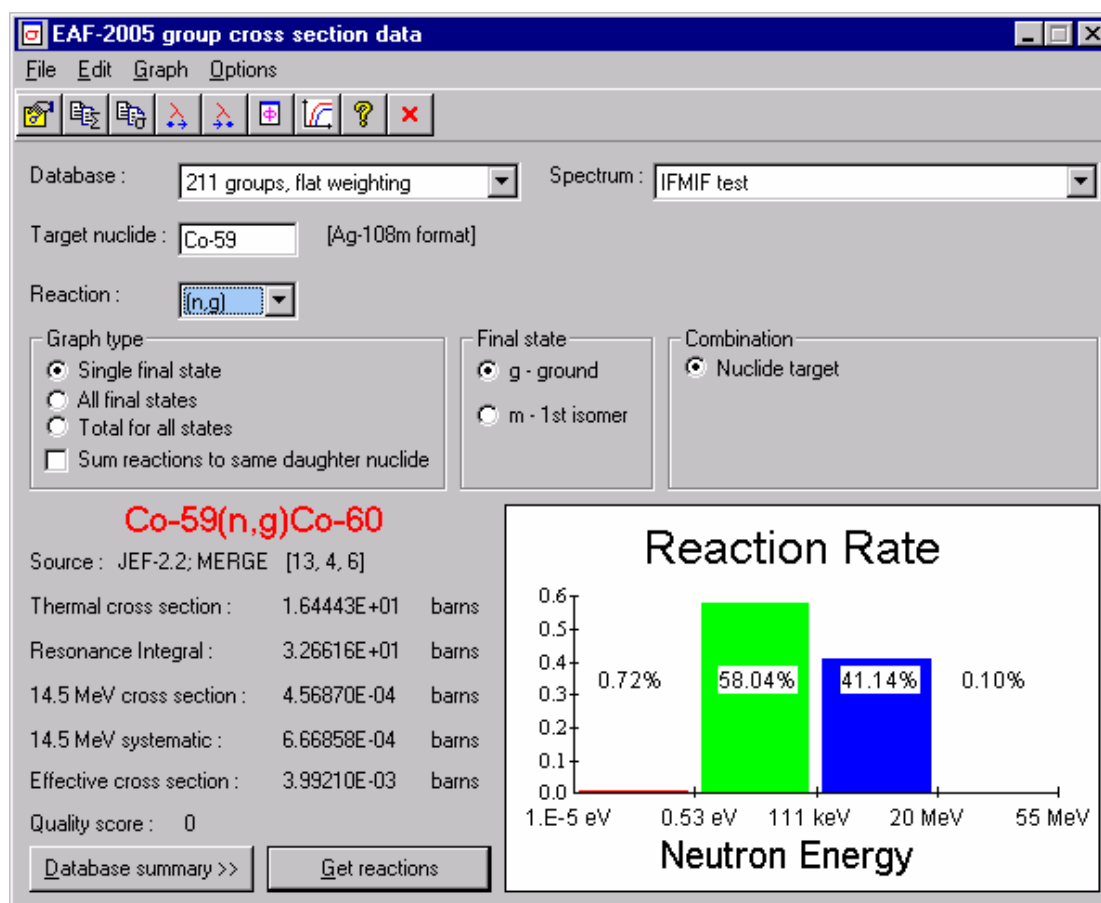 EAF-2005 group cross section data
File Edit Graph Options
Database : 211 groups, flat weighting Spectrum : IFMIF test
Target nuclide : Co-59 [Ag-108m format]
Reaction : (n,g)
Graph type Final state Combination
Single final state g - ground Nuclide target
All final states
m - 1st isomer
Total for all states
Sum reactions to same daughter nuclide
Co-59(n,g)Co-60
Source : JEF-2.2; MERGE [13, 4, 6]
Thermal cross section : 1.64443E+01 barns
Resonance Integral : 3.26616E+01 barns
14.5 MeV cross section : 4.56870E-04 barns
14.5 MeV systematic : 6.66858E-04 barns
Effective cross section : 3.99210E-03 barns
Quality score : 0
Database summary >> Get reactions
Reaction Rate
0.6
0.5
0.4
0.3
0.2
0.1
0.0
0.72% 58.04% 41.14% 0.10%
1.E-5 eV 0.53 eV 111 keV 20 MeV 55 MeV
Neutron Energy